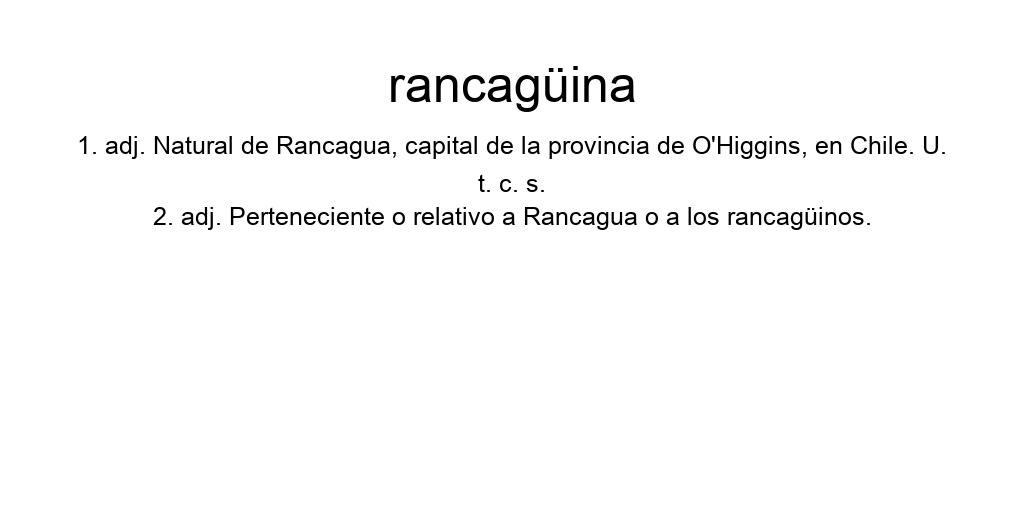 rancagüina
1. adj. Natural de Rancagua, capital de la provincia de O'Higgins, en Chile. U.
t. c. s.
2. adj. Perteneciente o relativo a Rancagua o a los rancagüinos.